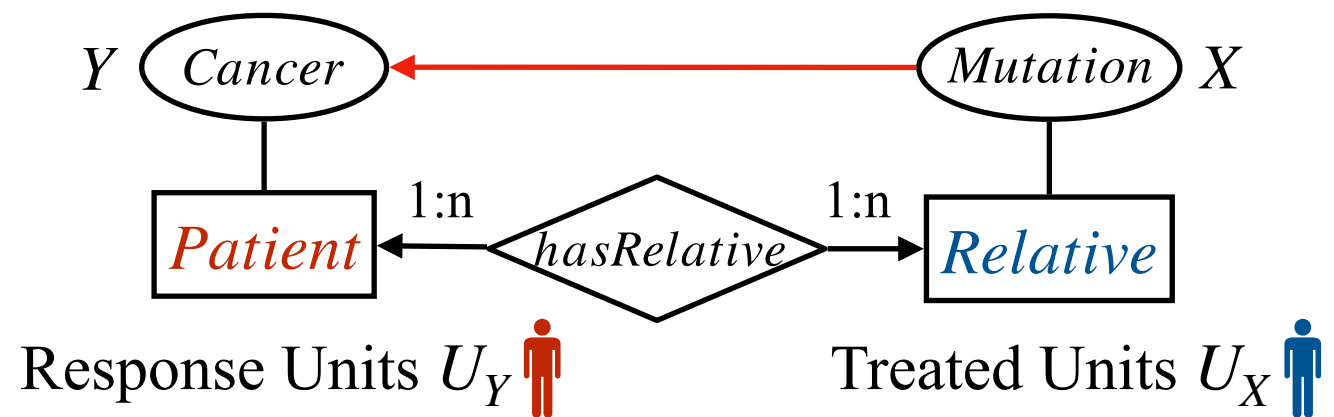 Y Cancer Mutation X
1:n 1:n
Patient hasRelative Relative
Response Units U_Y Treated Units U_X